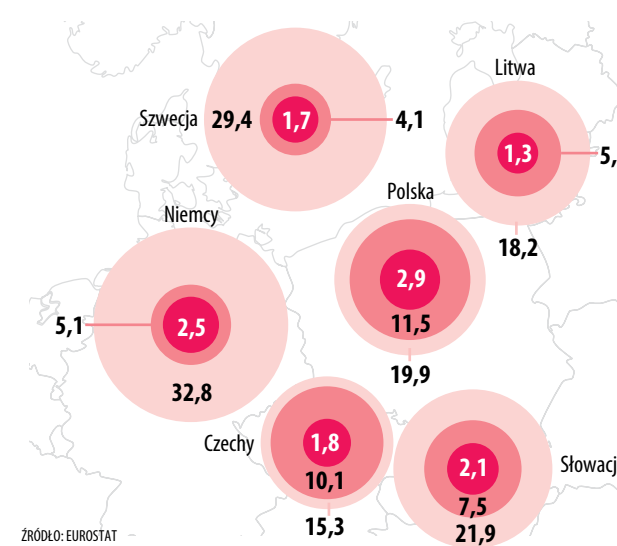 Litwa
Szwecja 29,4 1,7 4,1
1,3 5,
Polska
18,2
Niemcy
2,9
5,1 2,5 11,5
19,9
32,8
Czechy 1,8
2,1 Słowacj
10,1
7,5
15,3 21,9
ŹRÓDŁO: EUROSTAT